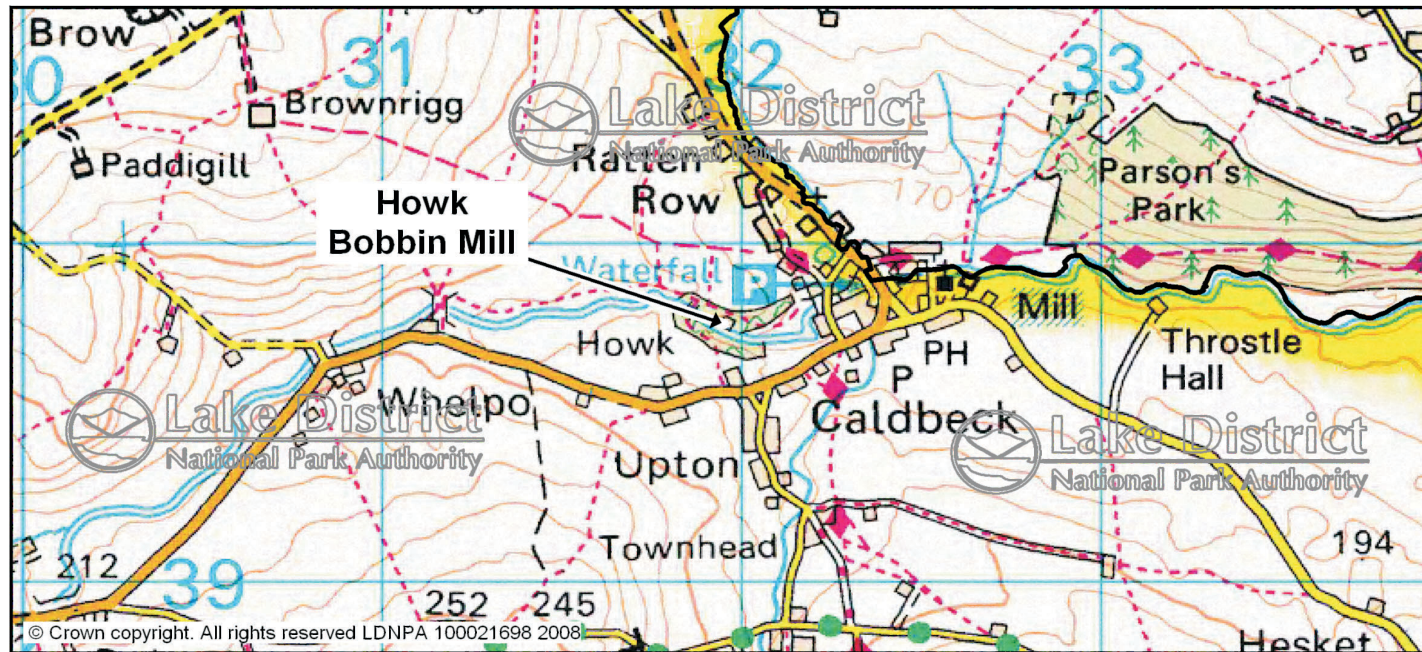 Brow
30
31
32
33
Brownrigg
Paddigill
Lake District
National Park Authority
Ratten
Row
170
Parson's
Park
Howk
Bobbin Mill
Waterfall
P
Mill
Howk
PH
P
Throstle
Hall
Whelpo
Caldbeck
Lake District
National Park Authority
Lake District
National Park Authority
Upton
Townhead
194
212
39
252
245
© Crown copyright. All rights reserved LDNPA 100021698 2008
Hesket